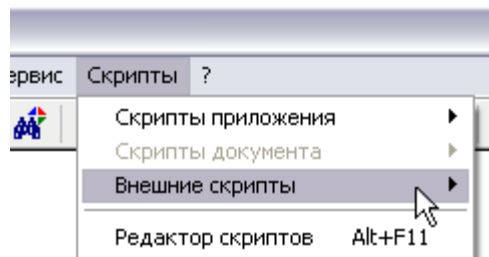 ервис Скрипты ?
Скрипты приложения
Скрипты документа
Внешние скрипты
Редактор скриптов Alt+F11